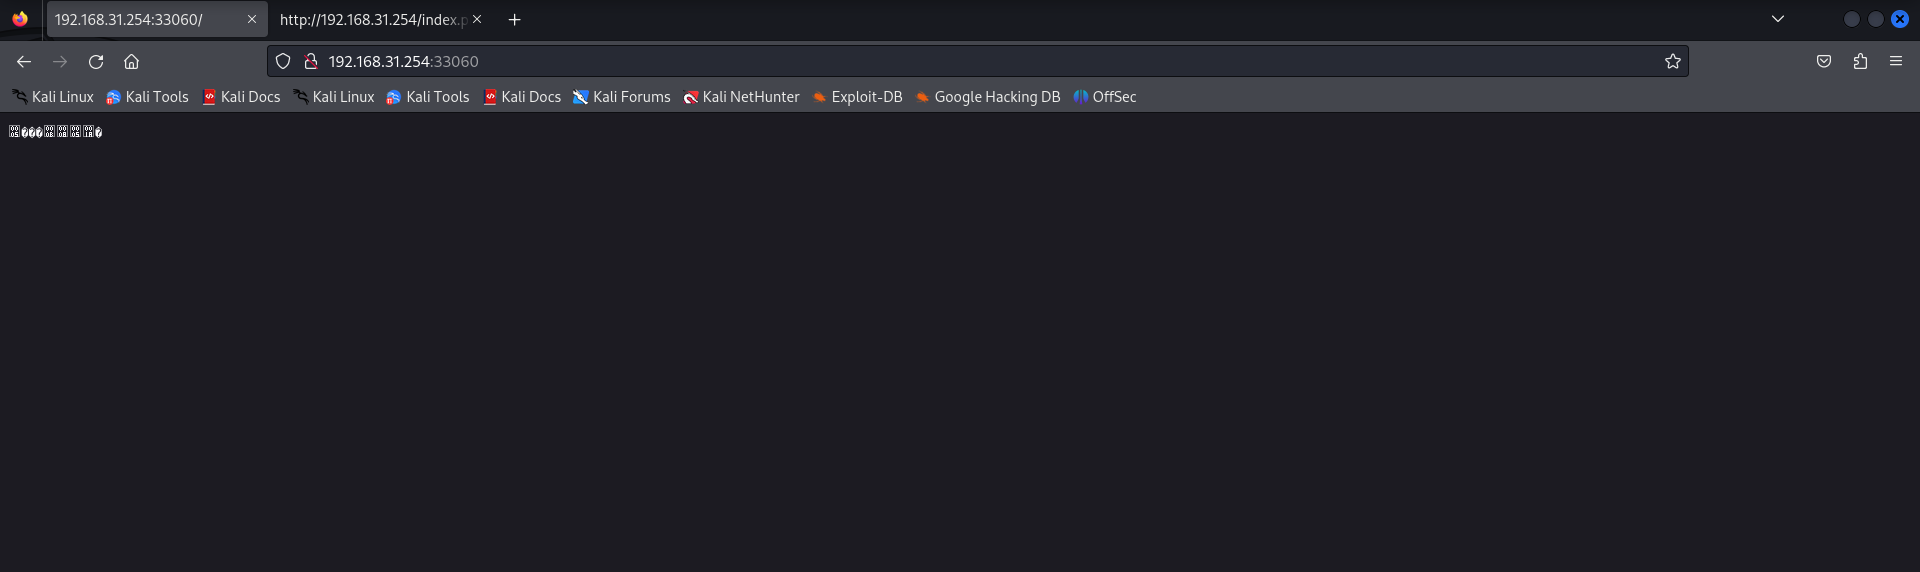 192.168.31.254:33060/
http://192.168.31.254/index.p
192.168.31.254:33060
Kali Linux Kali Tools Kali Docs Kali Linux Kali Tools Kali Docs Kali Forums Kali NetHunter Exploit-DB Google Hacking DB OffSec